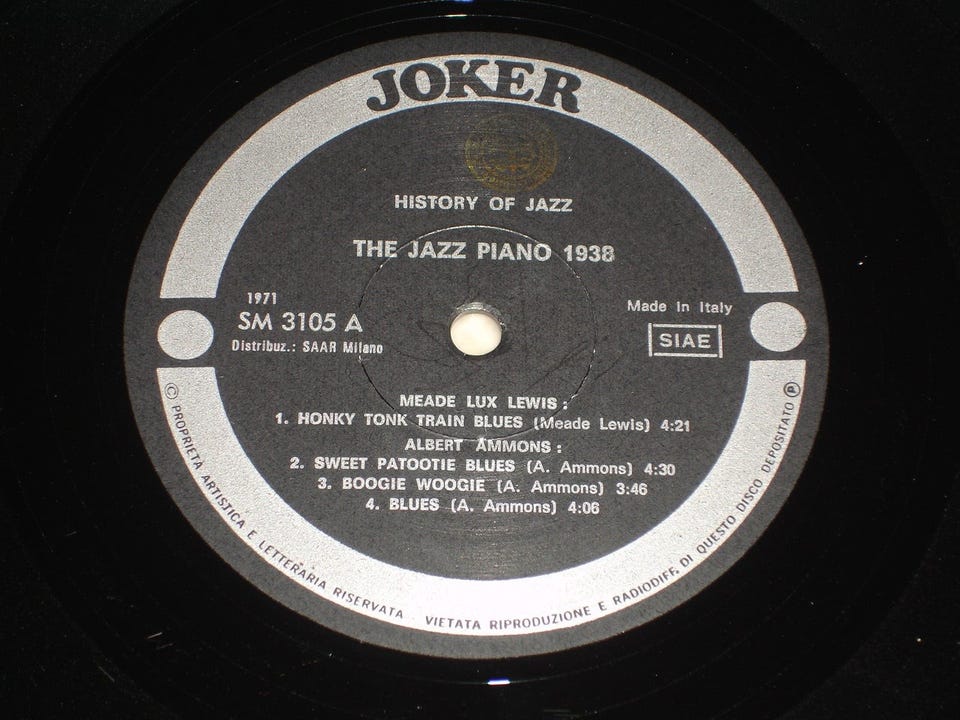 JOKER
HISTORY OF JAZZ
THE JAZZ PIANO 1938
1971
SM 3105 A
Distribuz.: SAAR Milano
Made In Italy
SIAE
MEADE LUX LEWIS :
1. HONKY TONK TRAIN BLUES (Meade Lewis) 4:21
ALBERT AMMONS :
2. SWEET PATOOTIE BLUES (A. Ammons) 4:30
3. BOOGIE WOOGIE (A. Ammons) 3:46
4. BLUES (A. Ammons) 4:06
© PROPRIETA ARTISTICA E LETTERARIA RISERVATA - VIETATA RIPRODUZIONE E RADIODIFF. DI QUESTO DISCO DEPOSITATO ℗